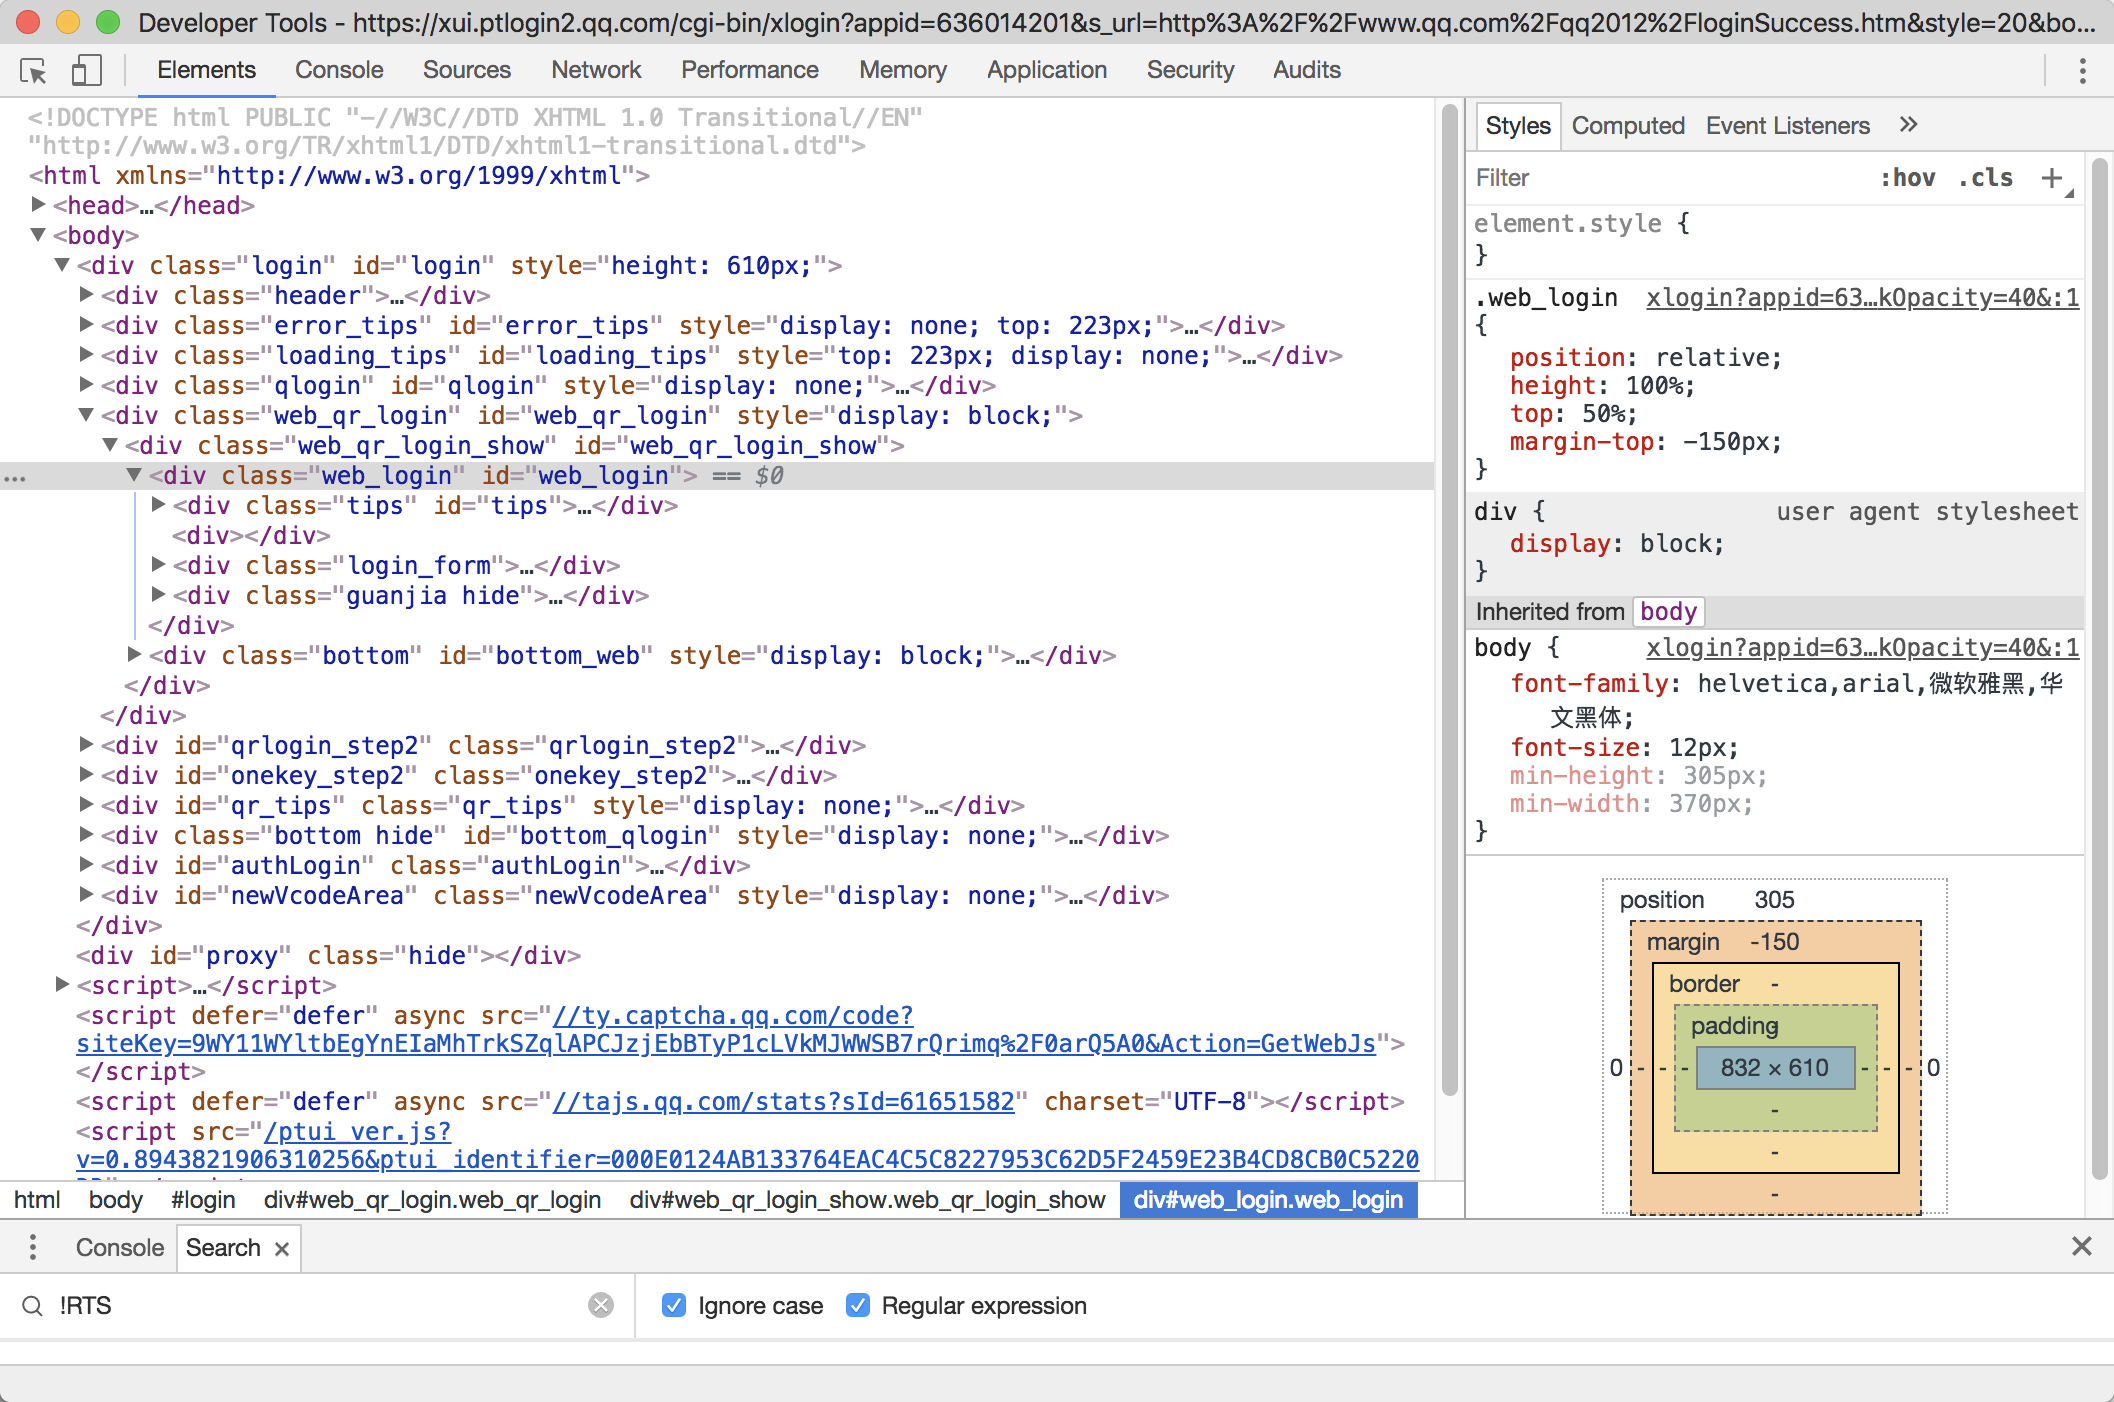 Developer Tools - https://xui.ptlogin2.qq.com/cgi-bin/xlogin?appid=636014201&s_url=http%3A%2F%2Fwww.qq.com%2Fqq2012%2FloginSuccess.htm&style=20&bo...
Elements Console Sources Network Performance Memory Application Security Audits
<!DOCTYPE html PUBLIC "-//W3C//DTD XHTML 1.0 Transitional//EN"
"http://www.w3.org/TR/xhtml1/DTD/xhtml1-transitional.dtd">
<html xmlns="http://www.w3.org/1999/xhtml">
<head>…</head>
<body>
<div class="login" id="login" style="height: 610px;">
<div class="header">…</div>
<div class="error_tips" id="error_tips" style="display: none; top: 223px;">…</div>
<div class="loading_tips" id="loading_tips" style="top: 223px; display: none;">…</div>
<div class="qlogin" id="qlogin" style="display: none;">…</div>
<div class="web_qr_login" id="web_qr_login" style="display: block;">
<div class="web_qr_login_show" id="web_qr_login_show">
... <div class="web_login" id="web_login"> == $0
<div class="tips" id="tips">…</div>
<div></div>
<div class="login_form">…</div>
<div class="guanjia hide">…</div>
</div>
<div class="bottom" id="bottom_web" style="display: block;">…</div>
</div>
</div>
<div id="qrlogin_step2" class="qrlogin_step2">…</div>
<div id="onekey_step2" class="onekey_step2">…</div>
<div id="qr_tips" class="qr_tips" style="display: none;">…</div>
<div class="bottom hide" id="bottom_qlogin" style="display: none;">…</div>
<div id="authLogin" class="authLogin">…</div>
<div id="newVcodeArea" class="newVcodeArea" style="display: none;">…</div>
</div>
<div id="proxy" class="hide"></div>
<script>…</script>
<script defer="defer" async src="//ty.captcha.qq.com/code?
siteKey=9WY11WYltbEgYnEIaMhTrkSZqlAPCJzjEbBTyP1cLVkMJWWSB7rQrimq%2F0arQ5A0&Action=GetWebJs">
</script>
<script defer="defer" async src="//tajs.qq.com/stats?sId=61651582" charset="UTF-8"></script>
<script src="/ptui_ver.js?
v=0.8943821906310256&ptui_identifier=000E0124AB133764EAC4C5C8227953C62D5F2459E23B4CD8CB0C5220
html body #login div#web_qr_login.web_qr_login div#web_qr_login_show.web_qr_login_show div#web_login.web_login
Styles Computed Event Listeners »
Filter :hov .cls +
element.style {
}
.web_login xlogin?appid=63…kOpacity=40&:1
{
position: relative;
height: 100%;
top: 50%;
margin-top: -150px;
}
div { user agent stylesheet
display: block;
}
Inherited from body
body { xlogin?appid=63…kOpacity=40&:1
font-family: helvetica,arial,微软雅黑,华
文黑体;
font-size: 12px;
min-height: 305px;
min-width: 370px;
}
position 305
margin -150
border -
padding -
0 - - - 832 × 610 - - - 0
-
-
-
Console Search ×
!RTS Ignore case Regular expression